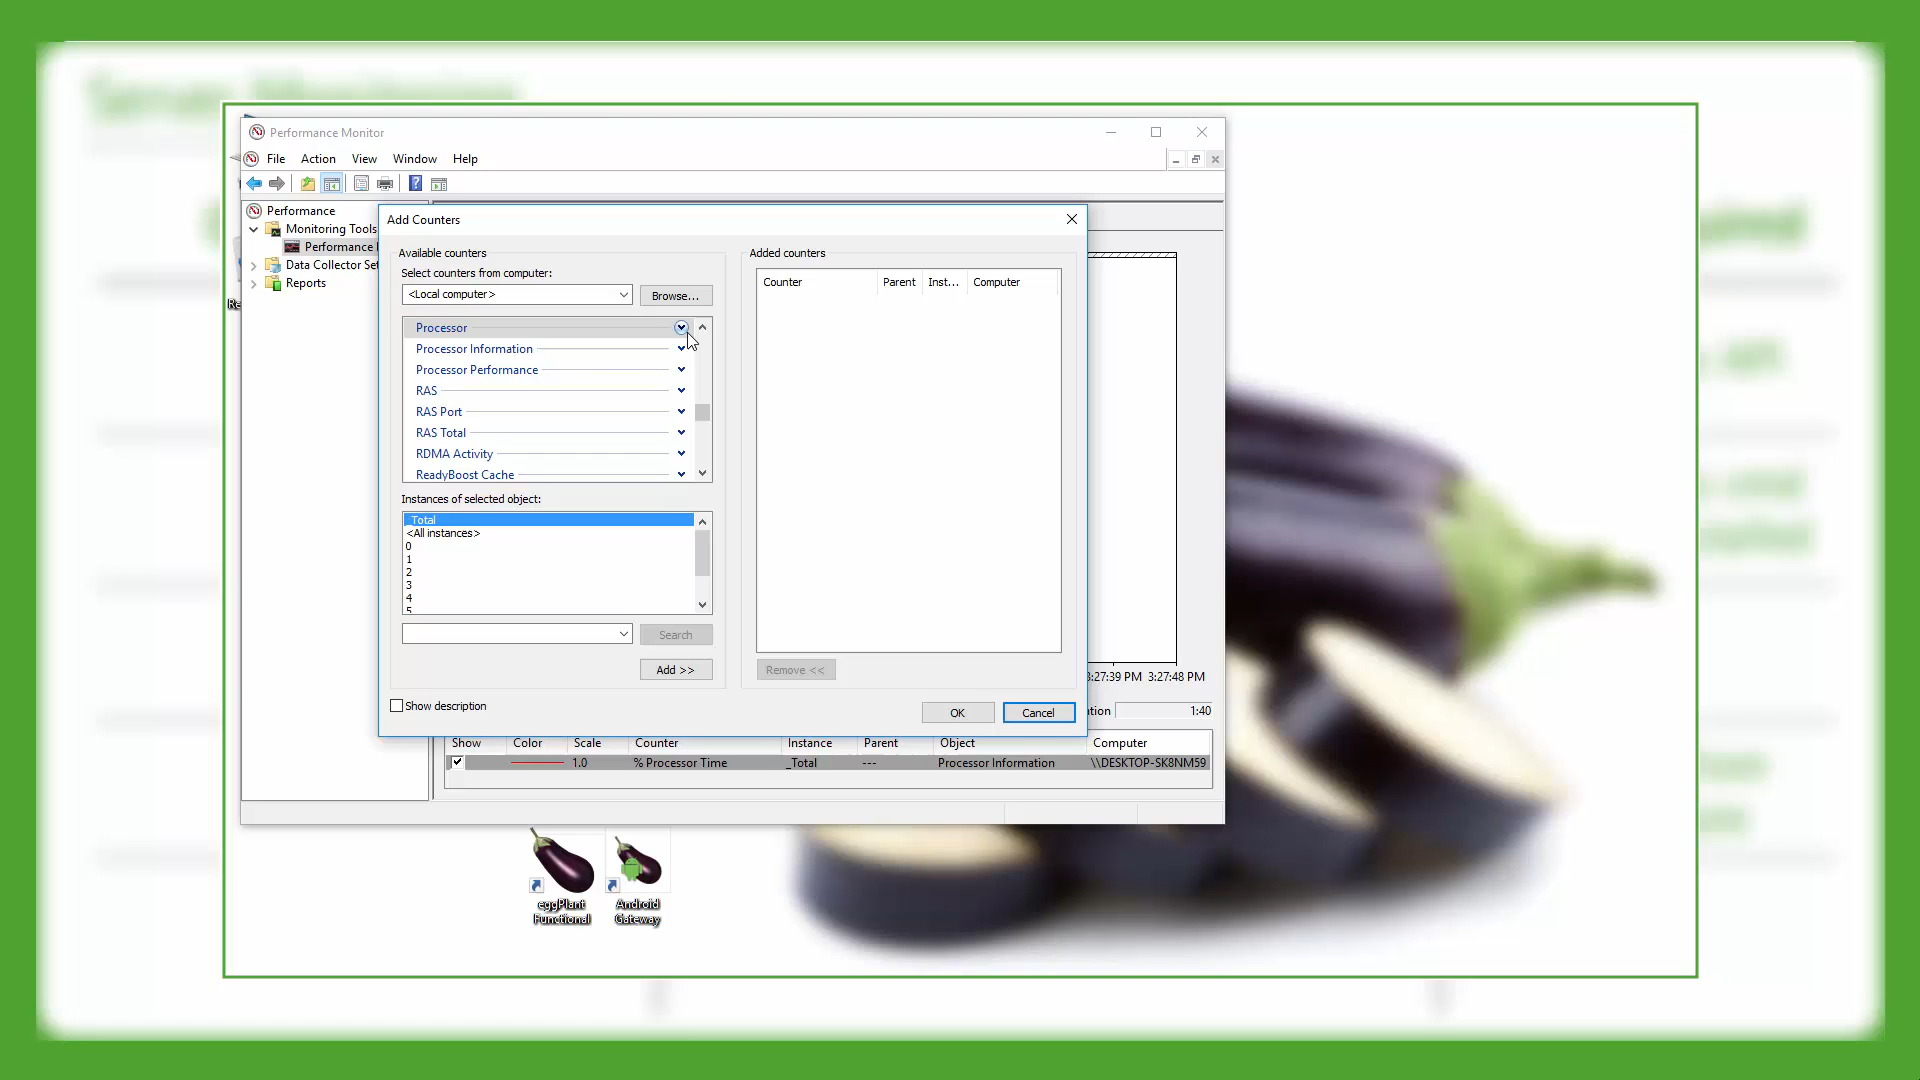 Server Monitoring
Performance Monitor
File Action View Window Help
Performance
Monitoring Tools
Performance
Data Collector Set
Reports
Add Counters
Available counters
Select counters from computer:
<Local computer>
Browse...
Processor
Processor Information
Processor Performance
RAS
RAS Port
RAS Total
RDMA Activity
ReadyBoost Cache
Instances of selected object:
_Total
<All instances>
0
1
2
3
4
5
Search
Add >>
Show description
Added counters
Counter Parent Inst... Computer
Remove <<
OK
Cancel
3:27:39 PM 3:27:48 PM
1:40
Show Color Scale Counter Instance Parent Object Computer
1.0 % Processor Time _Total --- Processor Information \\DESKTOP-SK8NM59
eggPlant
Functional
Android
Gateway